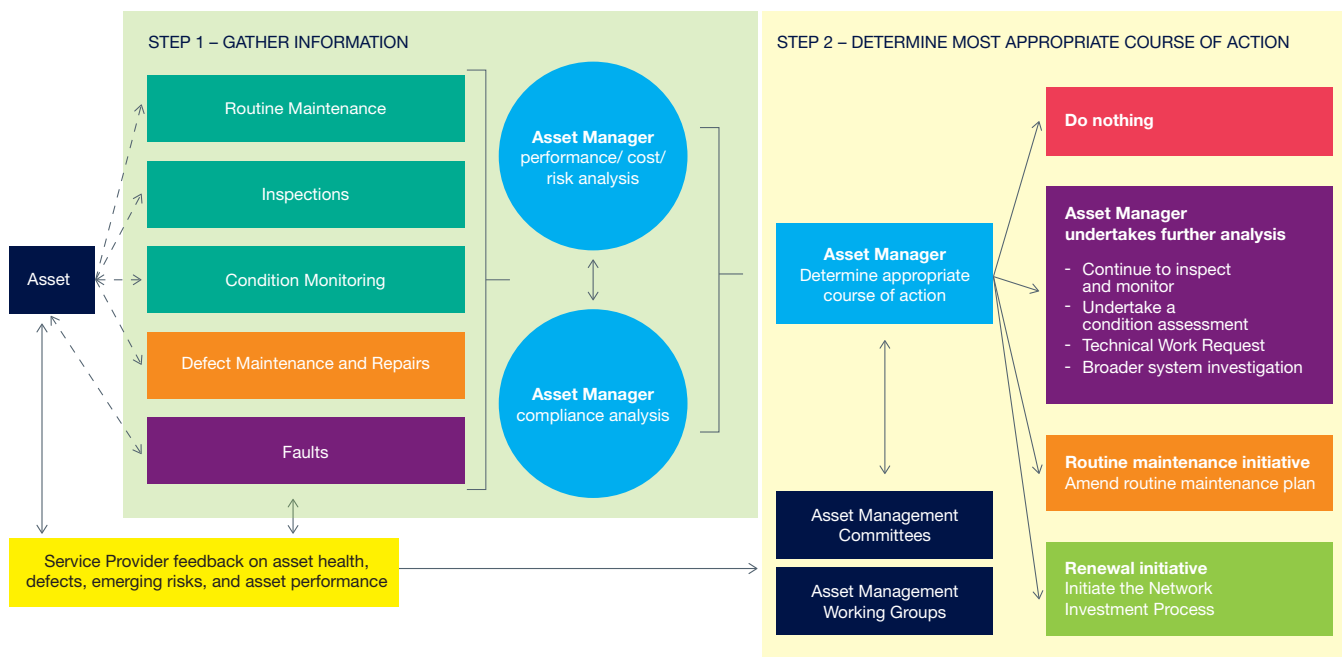 STEP 1 – GATHER INFORMATION
Routine Maintenance
Inspections
Condition Monitoring
Defect Maintenance and Repairs
Faults
Asset
Asset Manager
performance/ cost/
risk analysis
Asset Manager
compliance analysis
Service Provider feedback on asset health,
defects, emerging risks, and asset performance
STEP 2 – DETERMINE MOST APPROPRIATE COURSE OF ACTION
Asset Manager
Determine appropriate
course of action
Asset Management
Committees
Asset Management
Working Groups
Do nothing
Asset Manager
undertakes further analysis
- Continue to inspect
and monitor
- Undertake a
condition assessment
- Technical Work Request
- Broader system investigation
Routine maintenance initiative
Amend routine maintenance plan
Renewal initiative
Initiate the Network
Investment Process